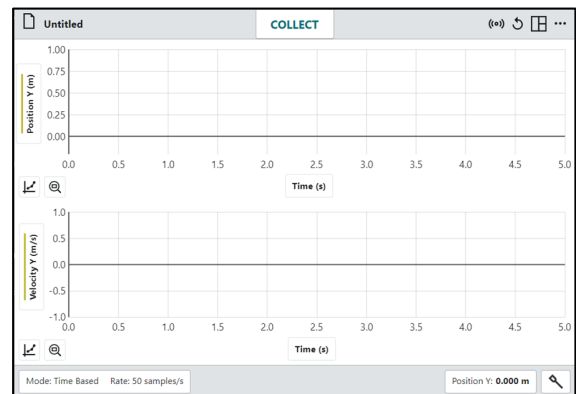 Untitled
COLLECT
1.00
0.75
0.50
0.25
0.00
Position Y (m)
0.0 0.5 1.0 1.5 2.0 2.5 3.0 3.5 4.0 4.5 5.0
Time (s)
1.0
0.5
0.0
-0.5
-1.0
Velocity Y (m/s)
0.0 0.5 1.0 1.5 2.0 2.5 3.0 3.5 4.0 4.5 5.0
Time (s)
Mode: Time Based Rate: 50 samples/s Position Y: 0.000 m